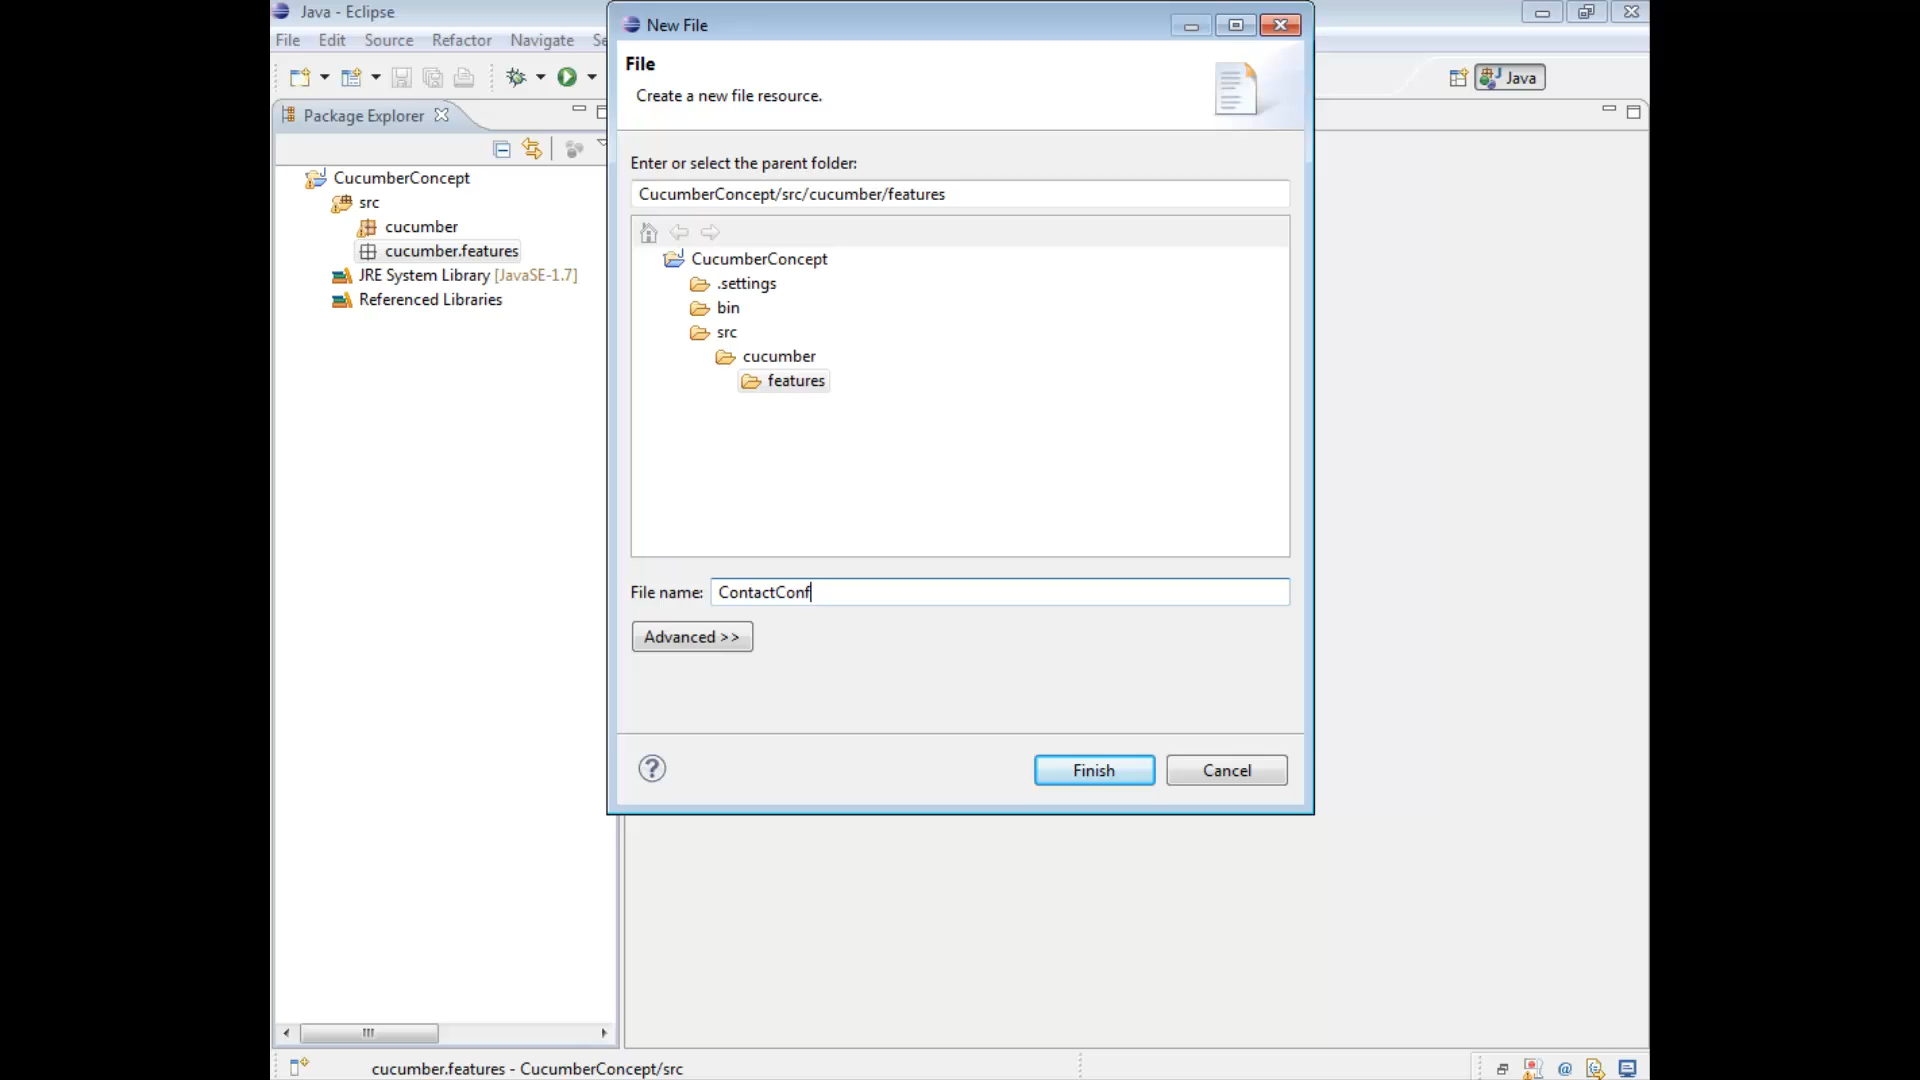 Java - Eclipse
File Edit Source Refactor Navigate Se
Java
Package Explorer
CucumberConcept
src
cucumber
cucumber.features
JRE System Library [JavaSE-1.7]
Referenced Libraries
New File
File
Create a new file resource.
Enter or select the parent folder:
CucumberConcept/src/cucumber/features
CucumberConcept
.settings
bin
src
cucumber
features
File name: ContactConf
Advanced >>
Finish Cancel
cucumber.features - CucumberConcept/src